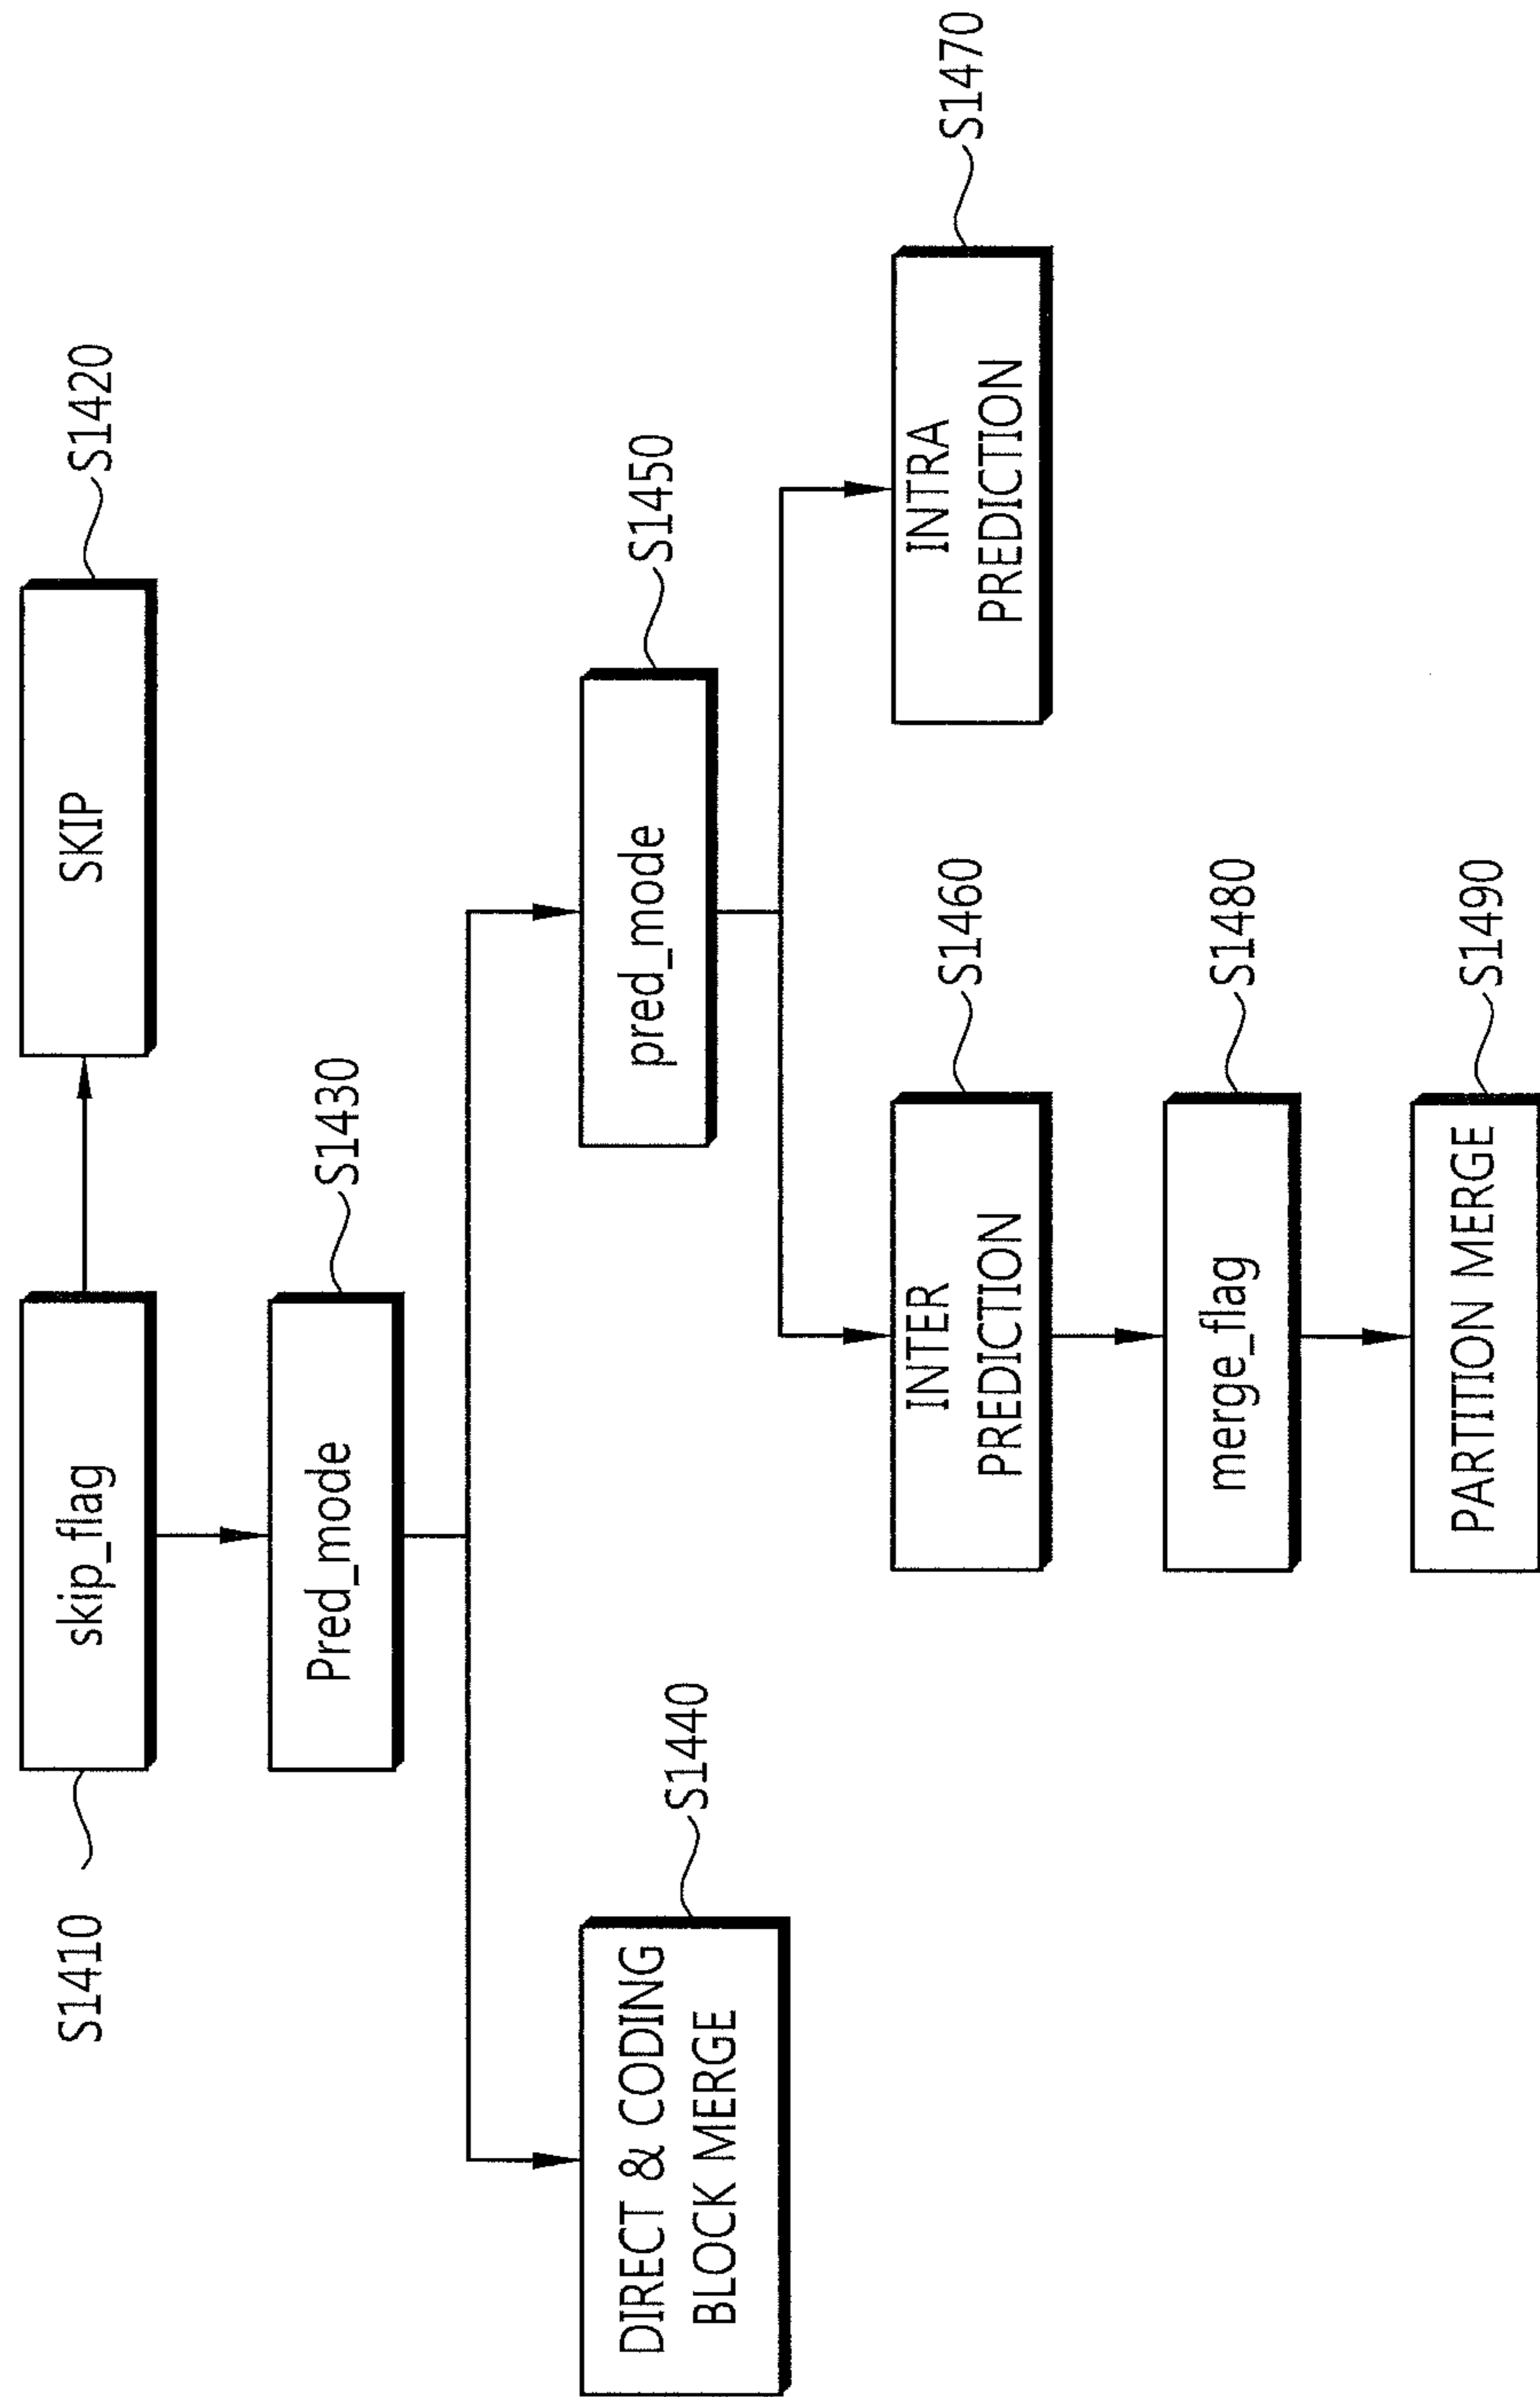 S1410
skip_flag
SKIP
S1420
Pred_mode
S1430
DIRECT & CODING
BLOCK MERGE
S1440
pred_mode
S1450
INTER
PREDICTION
S1460
INTRA
PREDICTION
S1470
merge_flag
S1480
PARTITION MERGE
S1490